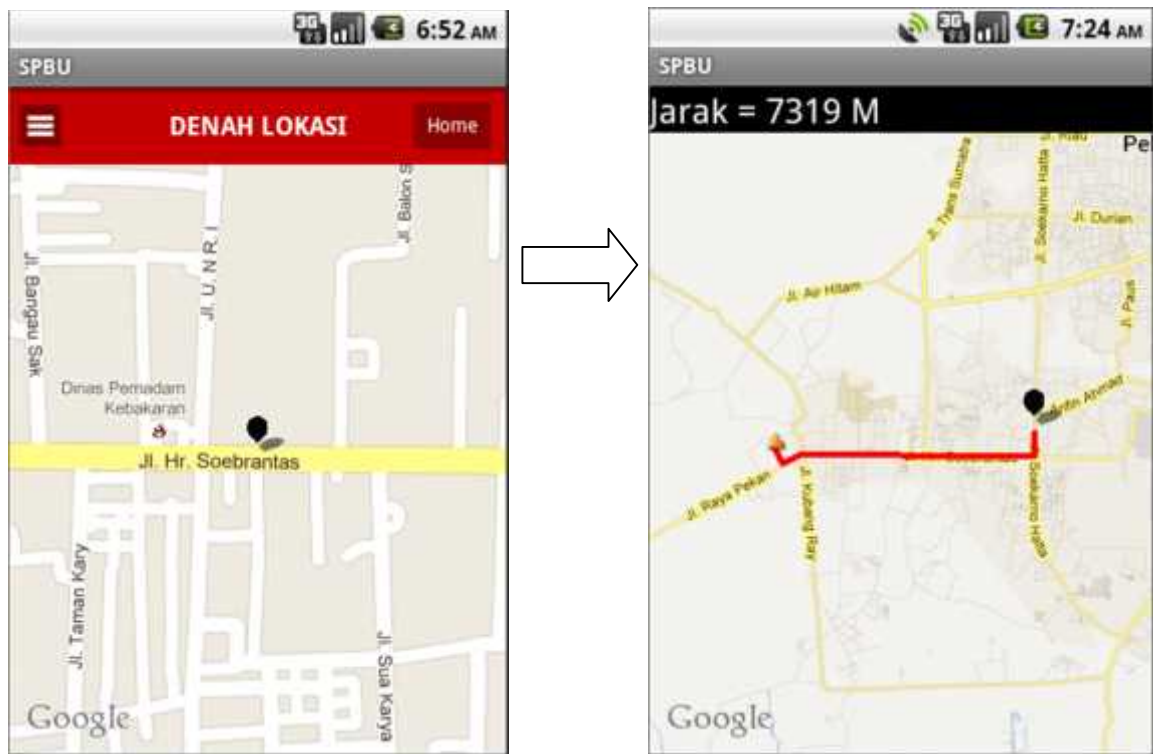 6:52 AM
SPBU
DENAH LOKASI
Home
Jl. Balon S
Jl. U. N. R. I
Jl. Bangau Sak
Dinas Pemadam
Kebakaran
Jl. Hr. Soebrantas
Jl. Taman Kary
Jl. Sua Karya
Google
3G
7:24 AM
SPBU
Jarak = 7319 M
Jl. Riau
Pe
Jl. Trans Sumatra
Jl. Soekarno Hatta
Jl. Durian
Jl. Air Hitam
Jl. Paus
Arifin Ahmad
Jl. Raya Pekan
Jl. Kubang Ray
Soekarno Hatta
Google